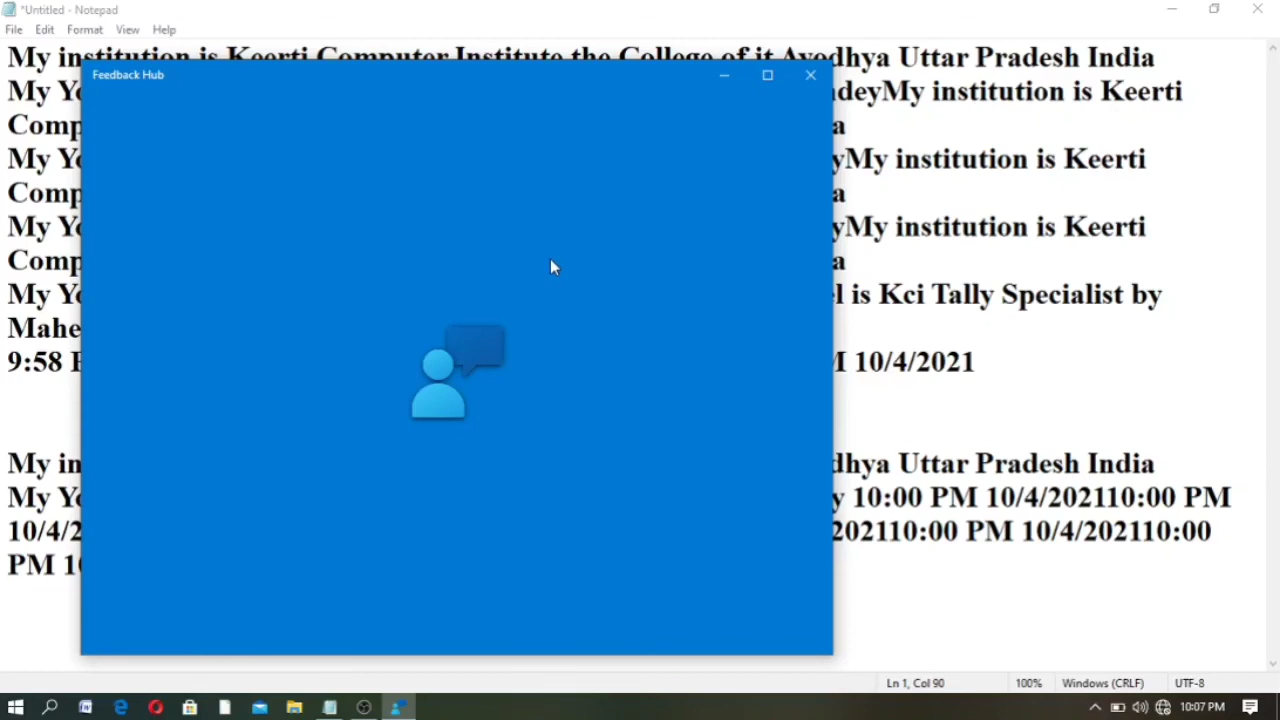 *Untitled - Notepad
File Edit Format View Help
My institution is Keerti Computer Institute the College of it Ayodhya Uttar Pradesh India
Feedback Hub
My deyMy institution is Keerti
Comp
My yMy institution is Keerti
Comp
My yMy institution is Keerti
Comp
My l is Kci Tally Specialist by
Mahe
9:58 10/4/2021
My in dhya Uttar Pradesh India
My y 10:00 PM 10/4/202110:00 PM
10/4/2 202110:00 PM 10/4/202110:00
PM 1
Ln 1, Col 90 100% Windows (CRLF) UTF-8
10:07 PM